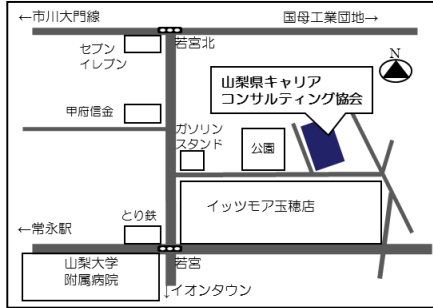 ←市川大門線
国母工業団地→
セブン
イレブン
若宮北
N
山梨県キャリア
コンサルティング協会
甲府信金
ガソリン
スタンド
公園
イッツモア玉穂店
とり鉄
←常永駅
山梨大学
附属病院
若宮
↓イオンタウン